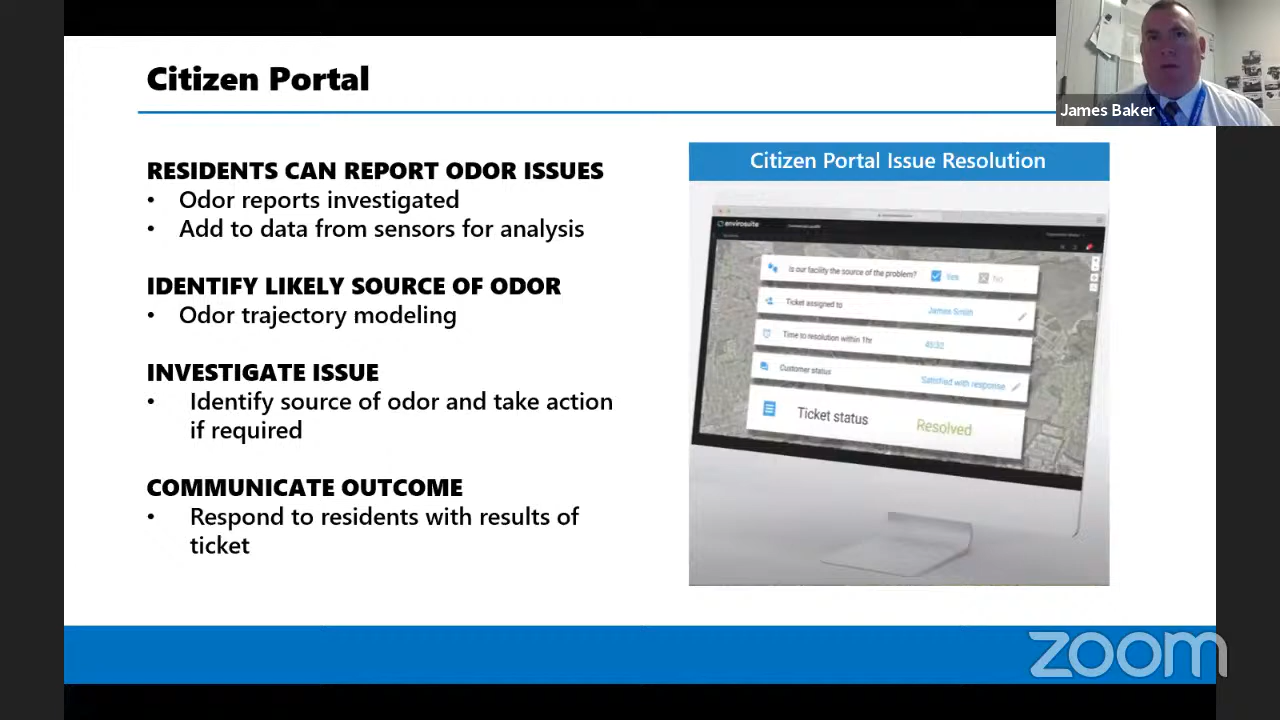 Citizen Portal
James Baker
RESIDENTS CAN REPORT ODOR ISSUES
• Odor reports investigated
• Add to data from sensors for analysis
IDENTIFY LIKELY SOURCE OF ODOR
• Odor trajectory modeling
INVESTIGATE ISSUE
• Identify source of odor and take action
if required
COMMUNICATE OUTCOME
• Respond to residents with results of
ticket
Citizen Portal Issue Resolution
envirosuite
Is our facility the source of the problem? Yes No
Ticket assigned to James Smith
Time to resolution within 1hr
Customer status Satisfied with response
Ticket status Resolved
zoom